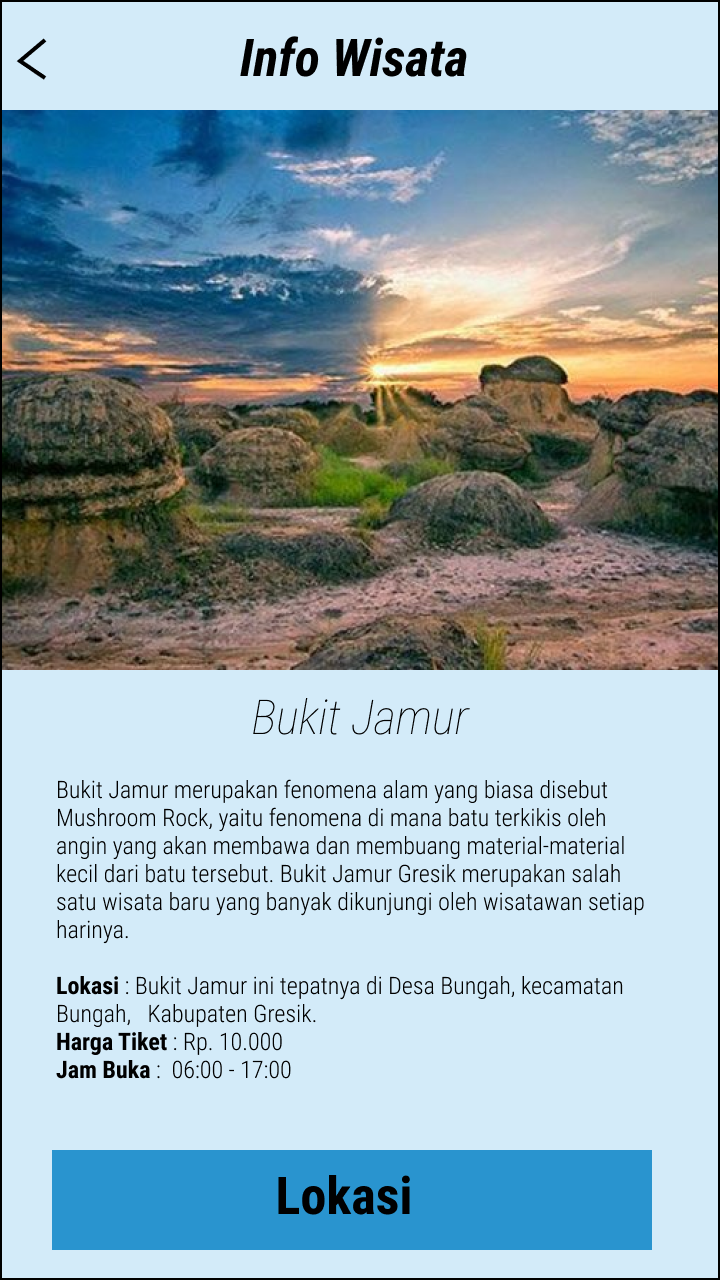 Info Wisata
Bukit Jamur
Bukit Jamur merupakan fenomena alam yang biasa disebut
Mushroom Rock, yaitu fenomena di mana batu terkikis oleh
angin yang akan membawa dan membuang material-material
kecil dari batu tersebut. Bukit Jamur Gresik merupakan salah
satu wisata baru yang banyak dikunjungi oleh wisatawan setiap
harinya.
Lokasi : Bukit Jamur ini tepatnya di Desa Bungah, kecamatan
Bungah,   Kabupaten Gresik.
Harga Tiket : Rp. 10.000
Jam Buka :  06:00 - 17:00
Lokasi